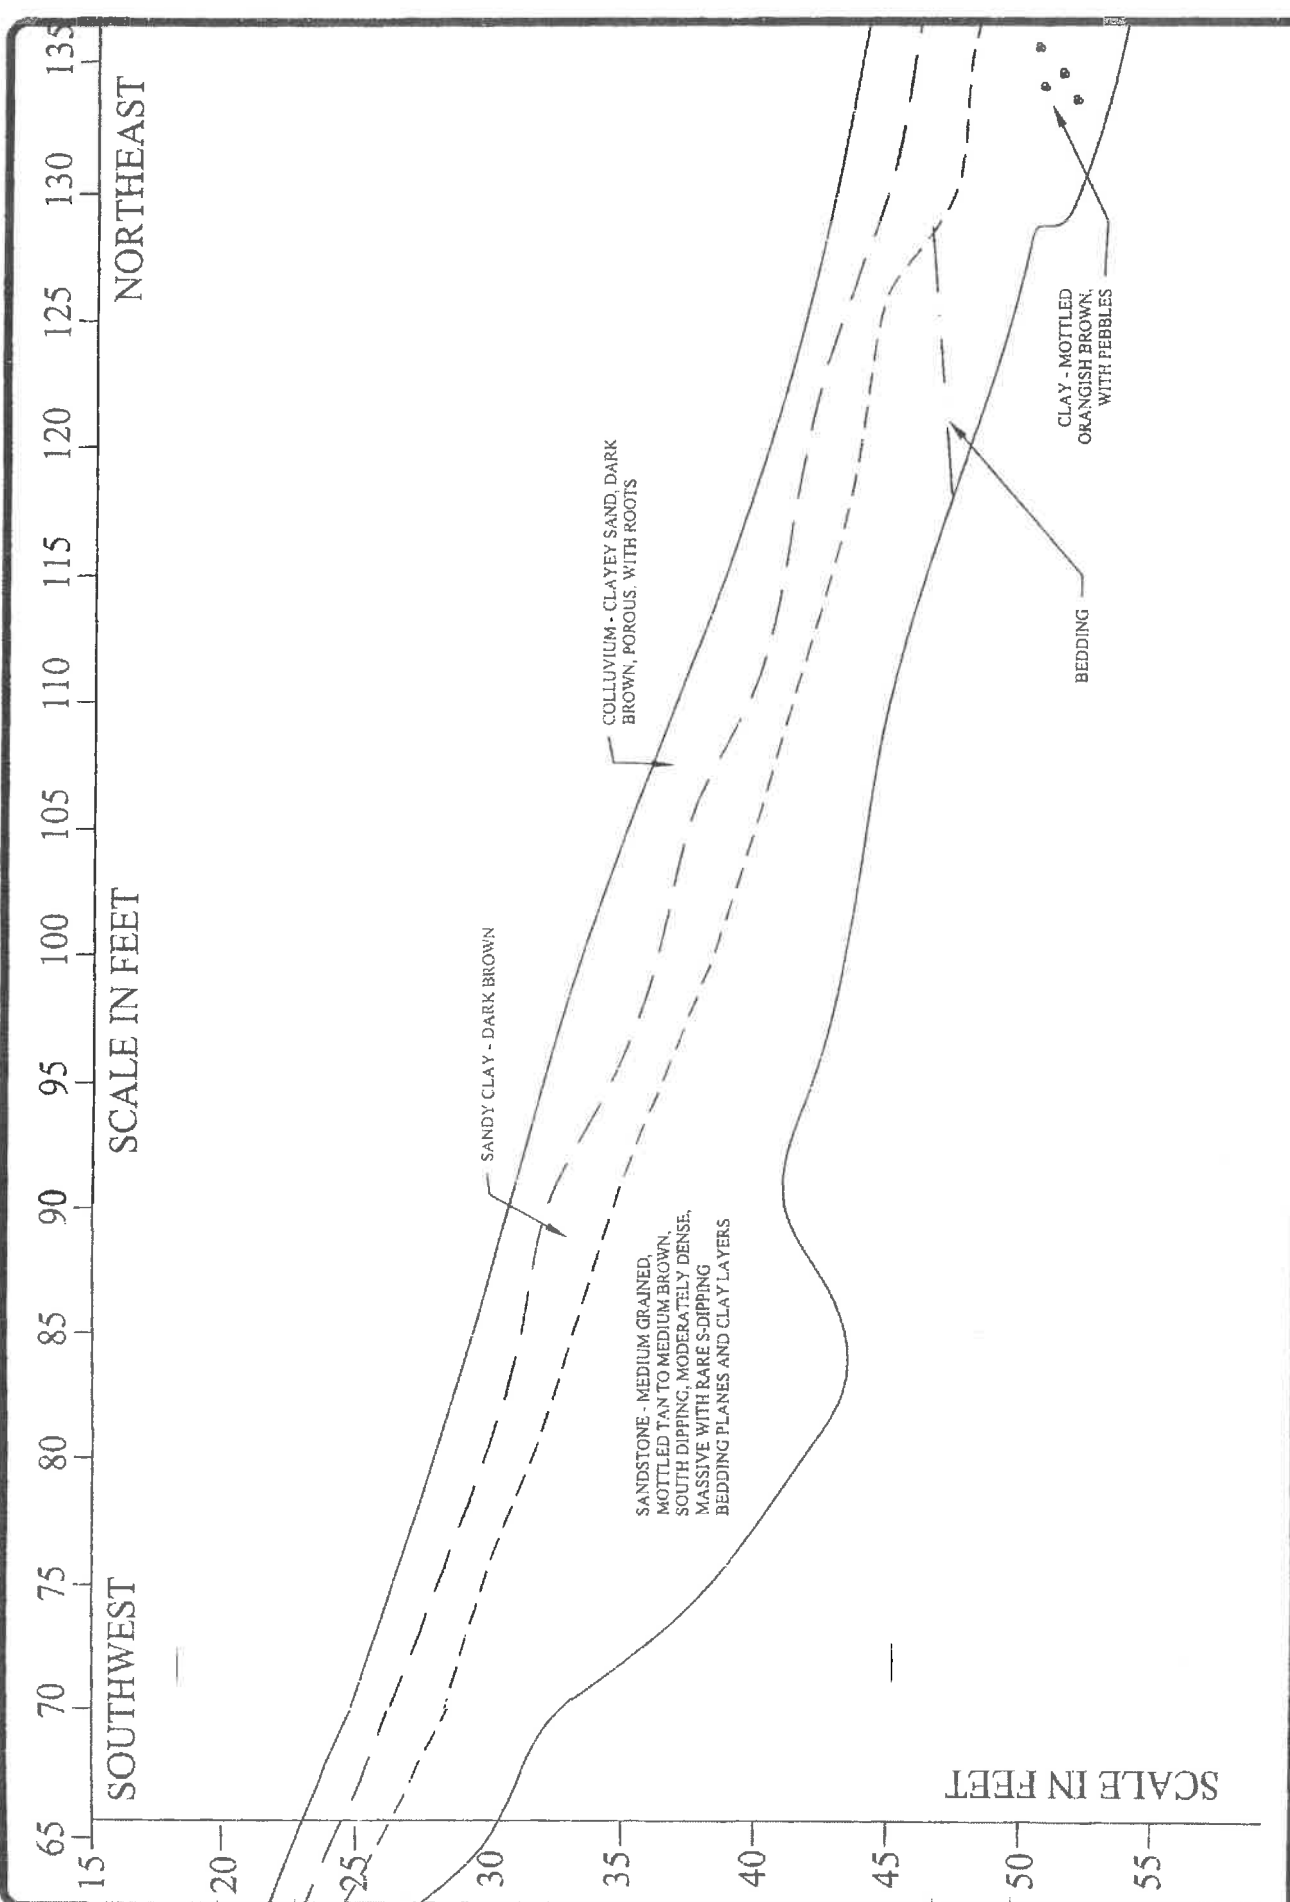 65 70 75 80 85 90 95 100 105 110 115 120 125 130 135
SOUTHWEST
SCALE IN FEET
NORTHEAST
15
20
25
30
35
40
45
50
55
SCALE IN FEET
SANDY CLAY - DARK BROWN
COLLUVIUM - CLAYEY SAND, DARK
BROWN, POROUS, WITH ROOTS
SANDSTONE - MEDIUM GRAINED,
MOTTLED TAN TO MEDIUM BROWN,
SOUTH DIPPING, MODERATELY DENSE,
MASSIVE WITH RARE S-DIPPING
BEDDING PLANES AND CLAY LAYERS
BEDDING
CLAY - MOTTLED
ORANGISH BROWN,
WITH PEBBLES